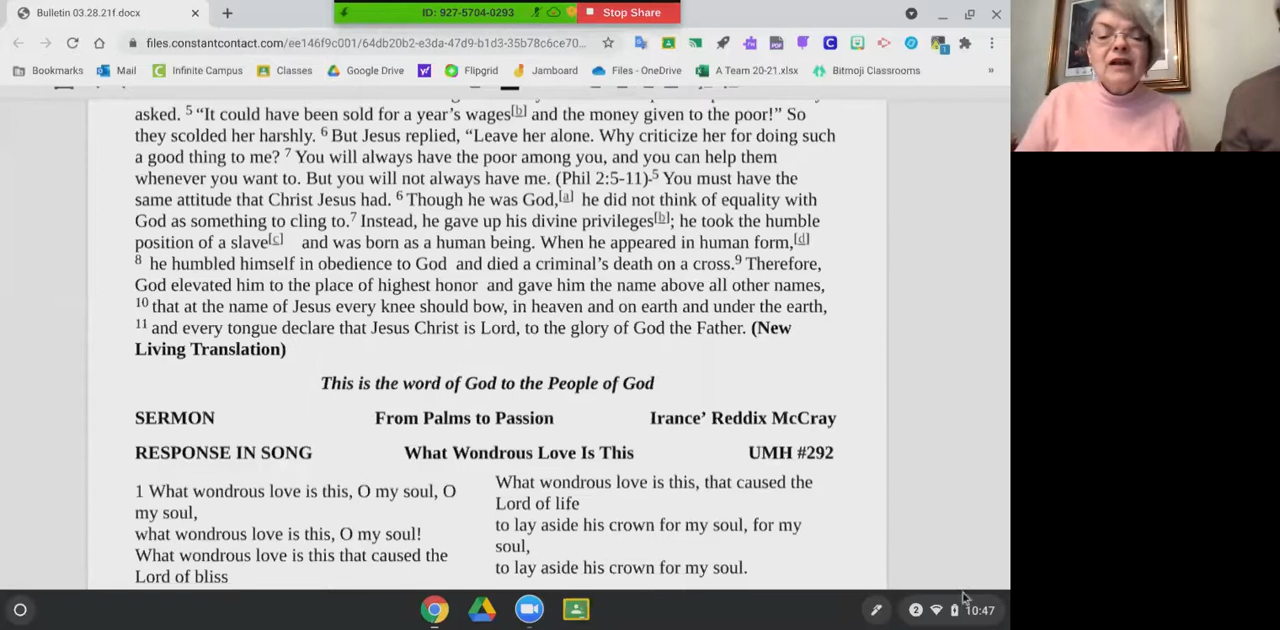 Bulletin 03.28.21f.docx
ID: 927-5704-0293
Stop Share
files.constantcontact.com/ee146f9c001/64db20b2-e3da-47d9-b1d3-35b78c6ce70...
Bookmarks Mail Infinite Campus Classes Google Drive Flipgrid Jamboard Files - OneDrive A Team 20-21.xlsx Bitmoji Classrooms »
asked. 5 “It could have been sold for a year’s wages[b] and the money given to the poor!” So
they scolded her harshly. 6 But Jesus replied, “Leave her alone. Why criticize her for doing such
a good thing to me? 7 You will always have the poor among you, and you can help them
whenever you want to. But you will not always have me. (Phil 2:5-11).5 You must have the
same attitude that Christ Jesus had. 6 Though he was God,[a] he did not think of equality with
God as something to cling to.7 Instead, he gave up his divine privileges[b]; he took the humble
position of a slave[c] and was born as a human being. When he appeared in human form,[d]
8 he humbled himself in obedience to God and died a criminal’s death on a cross.9 Therefore,
God elevated him to the place of highest honor and gave him the name above all other names,
10 that at the name of Jesus every knee should bow, in heaven and on earth and under the earth,
11 and every tongue declare that Jesus Christ is Lord, to the glory of God the Father. (New
Living Translation)
This is the word of God to the People of God
SERMON From Palms to Passion Irance’ Reddix McCray
RESPONSE IN SONG What Wondrous Love Is This UMH #292
1 What wondrous love is this, O my soul, O
my soul,
what wondrous love is this, O my soul!
What wondrous love is this that caused the
Lord of bliss
What wondrous love is this, that caused the
Lord of life
to lay aside his crown for my soul, for my
soul,
to lay aside his crown for my soul.
2 10:47